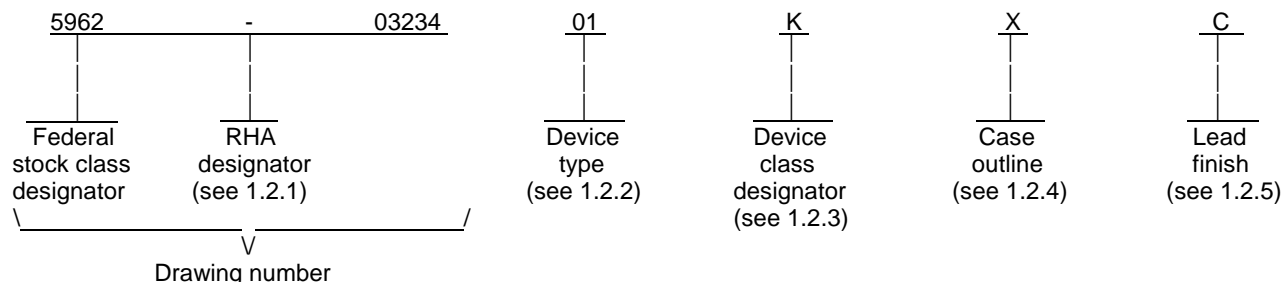 5962 - 03234 01 K X C
Federal stock class designator
RHA designator (see 1.2.1)
Device type (see 1.2.2)
Device class designator (see 1.2.3)
Case outline (see 1.2.4)
Lead finish (see 1.2.5)
Drawing number